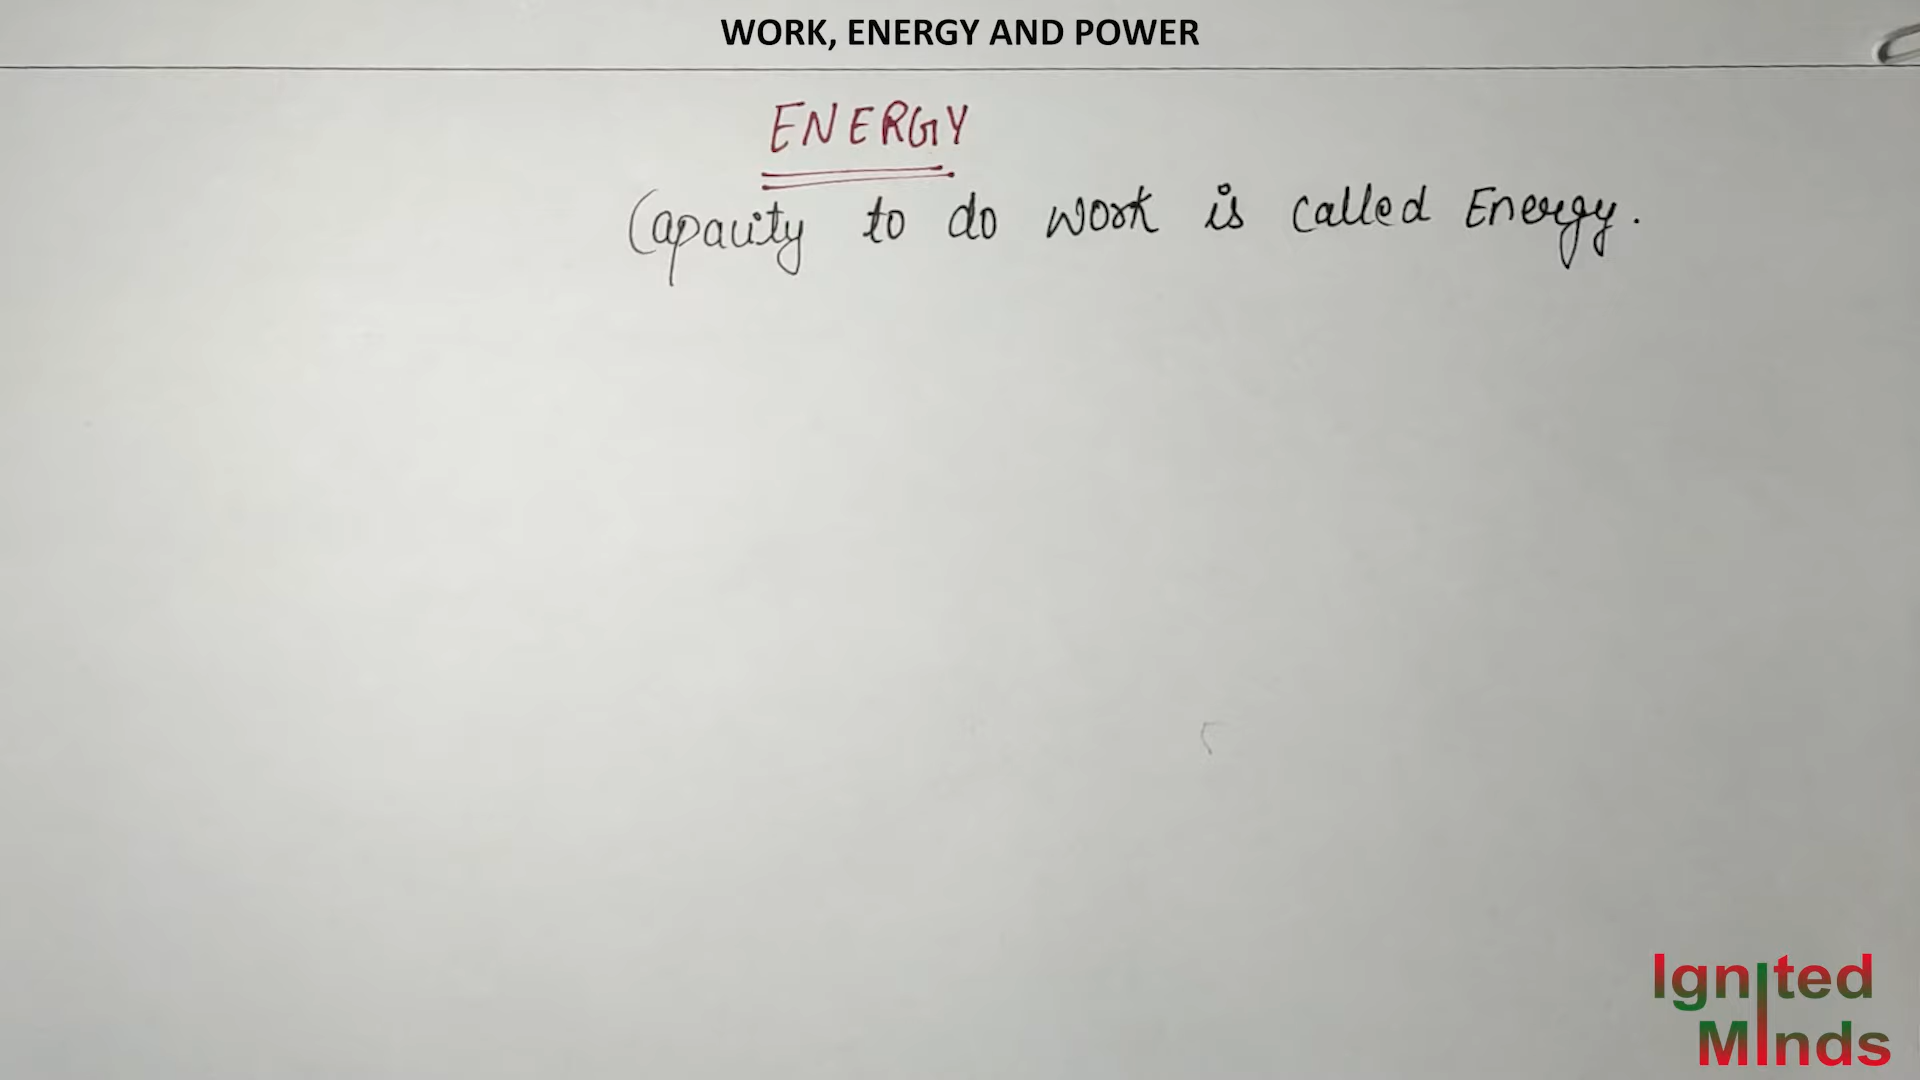 WORK, ENERGY AND POWER
ENERGY
Capacity to do work is called Energy.
Ignited
Minds